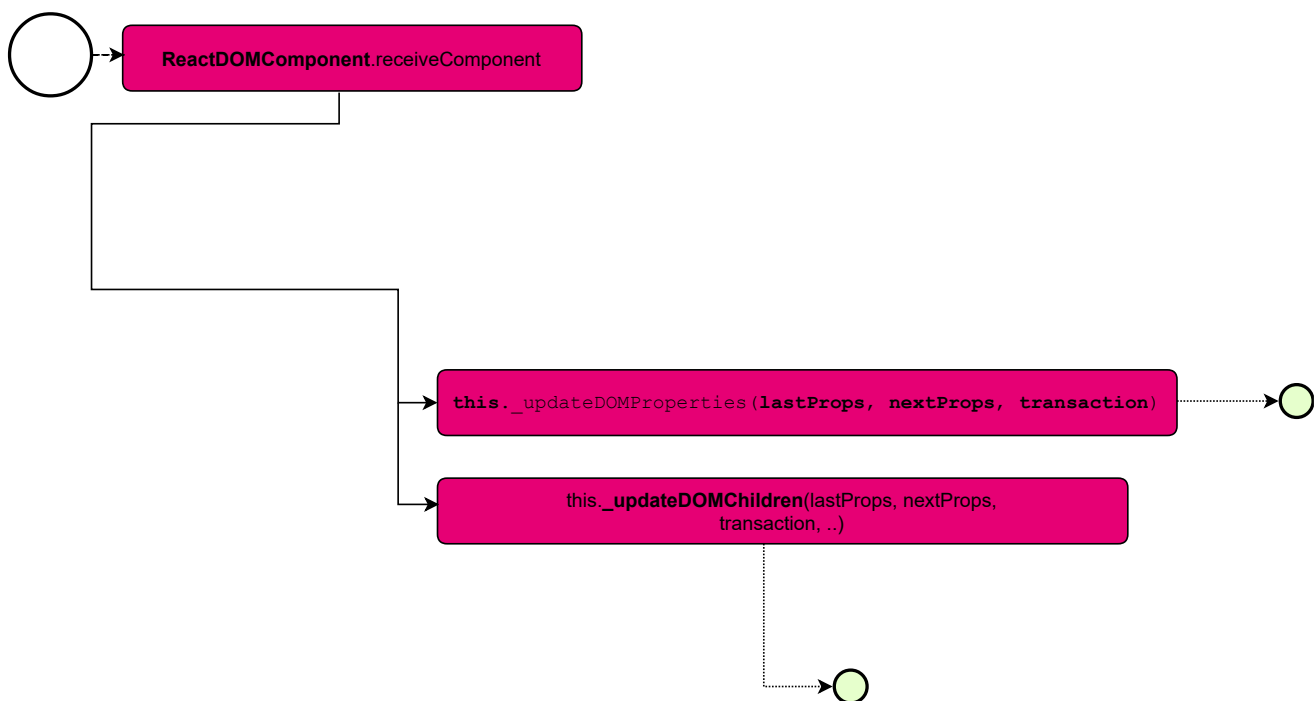 ReactDOMComponent.receiveComponent
this._updateDOMProperties(lastProps, nextProps, transaction)
this._updateDOMChildren(lastProps, nextProps,
transaction, ..)